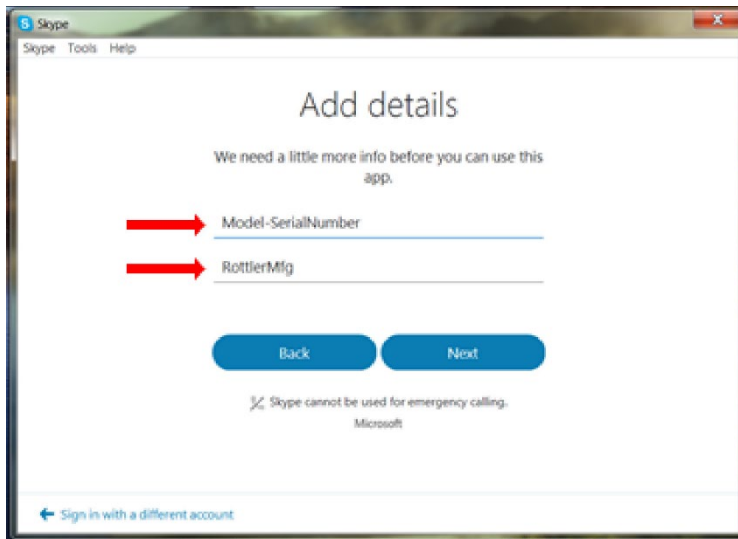 Skype
Skype Tools Help
Add details
We need a little more info before you can use this
app.
Model-SerialNumber
RottlerMfg
Back Next
Skype cannot be used for emergency calling.
Microsoft
Sign in with a different account